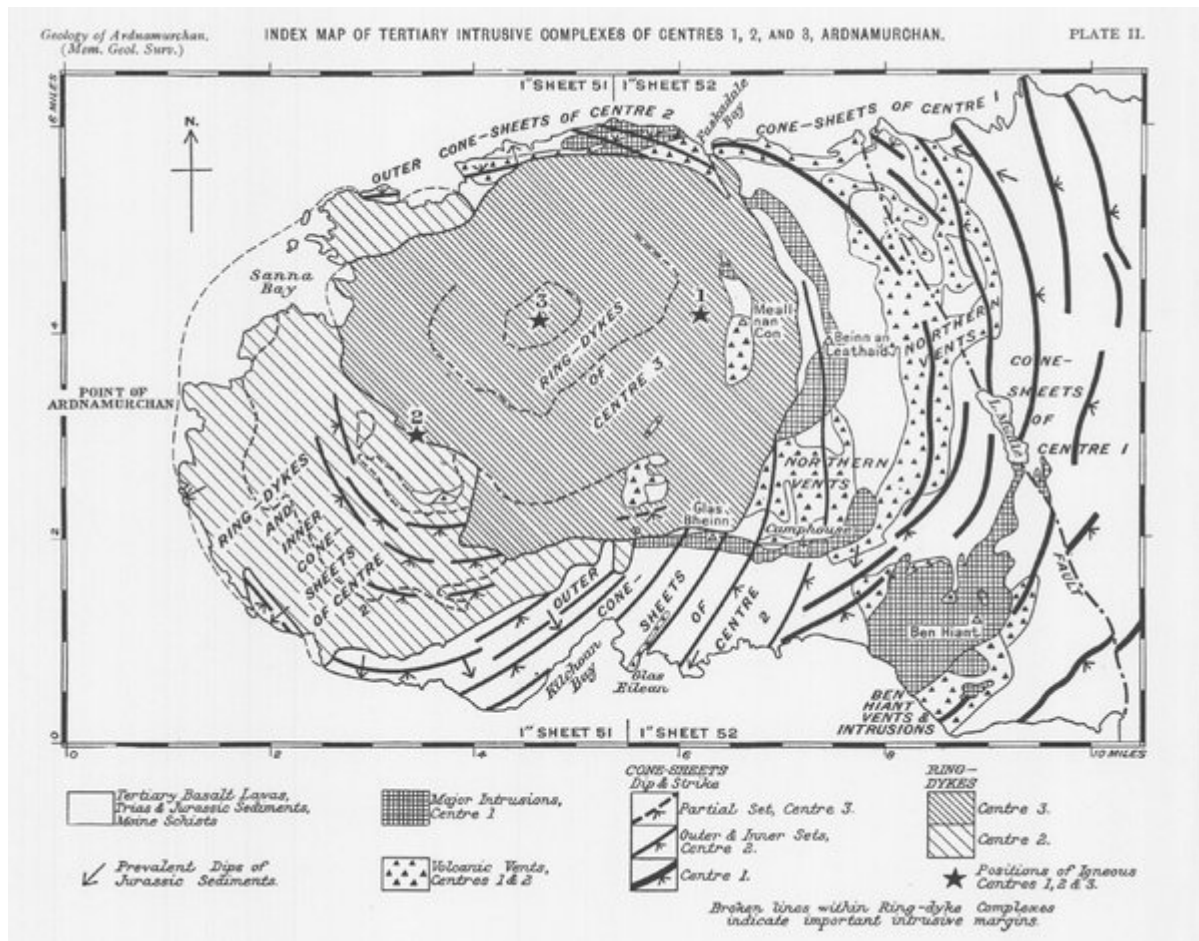 Geology of Ardnamurchan.
(Mem. Geol. Surv.)
INDEX MAP OF TERTIARY INTRUSIVE COMPLEXES OF CENTRES 1, 2, AND 3, ARDNAMURCHAN.
PLATE II.
6 MILES
1" SHEET 51
1" SHEET 52
N.
OUTER CONE-SHEETS OF CENTRE 2
Faskadale
Bay
CONE-SHEETS OF CENTRE 1
Sanna
Bay
3
1
Meall
nan
Con
Beinn an
Leathaid
NORTHERN
VENTS
4
RING-DYKES
OF
CENTRE 3
POINT OF
ARDNAMURCHAN
2
CONE-
SHEETS
OF
CENTRE 1
L. Mudle
NORTHERN
VENTS
RING-DYKES
AND
INNER
CONE
SHEETS
OF CENTRE
2
Glas
Bheinn
Camphouse
2
OUTER
CONE-
SHEETS
OF
CENTRE 2
FAULT
Ben Hiant
Kilchoan
Bay
Glas
Eilean
BEN
HIANT
VENTS &
INTRUSIONS
0
1" SHEET 51
1" SHEET 52
0
2
4
6
8
10 MILES
Tertiary Basalt Lavas,
Trias & Jurassic Sediments,
Moine Schists
Prevalent Dips of
Jurassic Sediments.
Major Intrusions,
Centre 1
Volcanic Vents,
Centres 1 & 2
CONE-SHEETS
Dip & Strike
Partial Set, Centre 3.
Outer & Inner Sets,
Centre 2.
Centre 1.
RING-
DYKES
Centre 3.
Centre 2.
Positions of Igneous
Centres 1, 2 & 3.
Broken lines within Ring-dyke Complexes
indicate important intrusive margins.